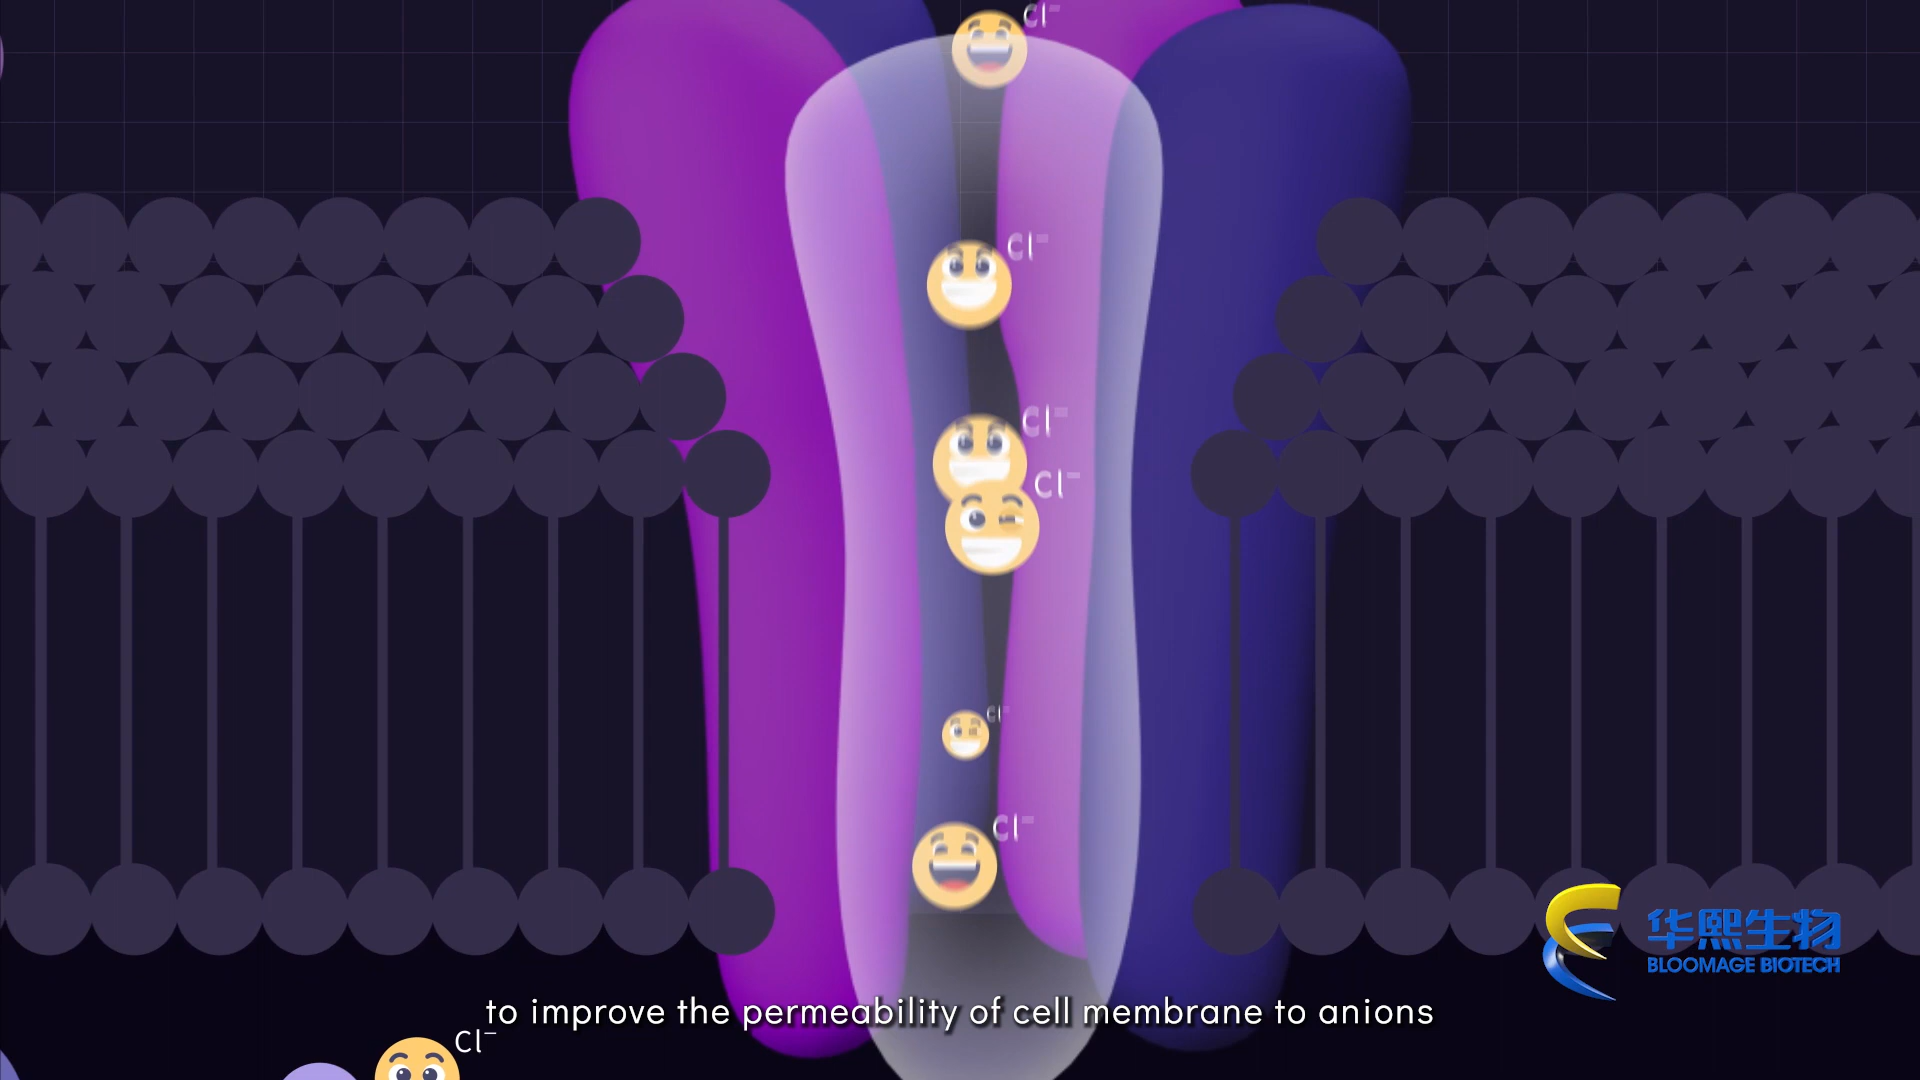 Cl⁻
Cl⁻
Cl⁻
Cl⁻
Cl⁻
Cl⁻
华熙生物
BLOOMAGE BIOTECH
to improve the permeability of cell membrane to anions
Cl⁻